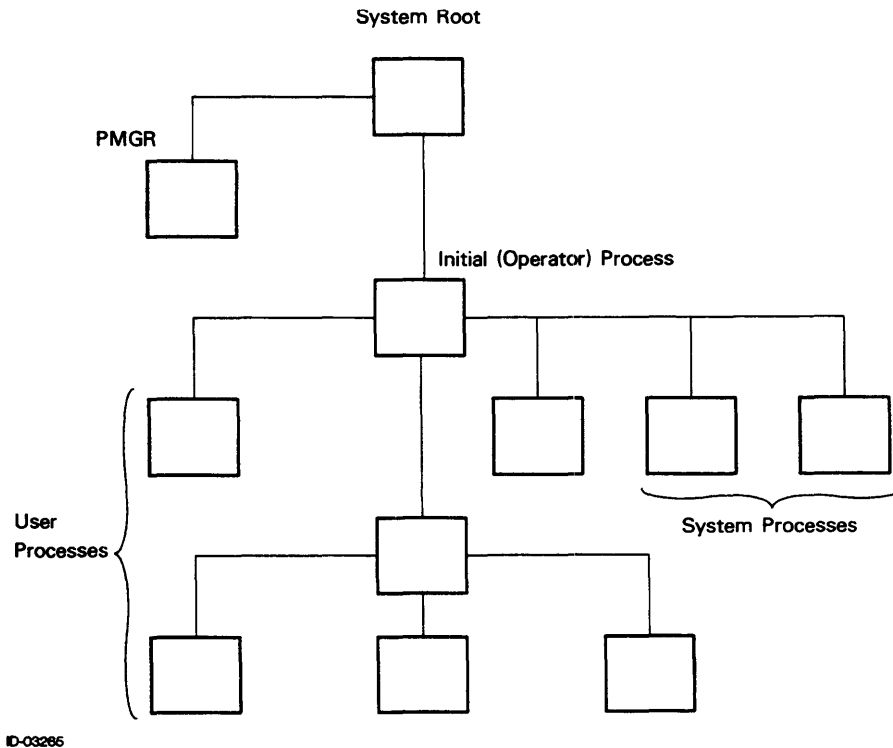 System Root
PMGR
Initial (Operator) Process
User
Processes
System Processes
ID-03265